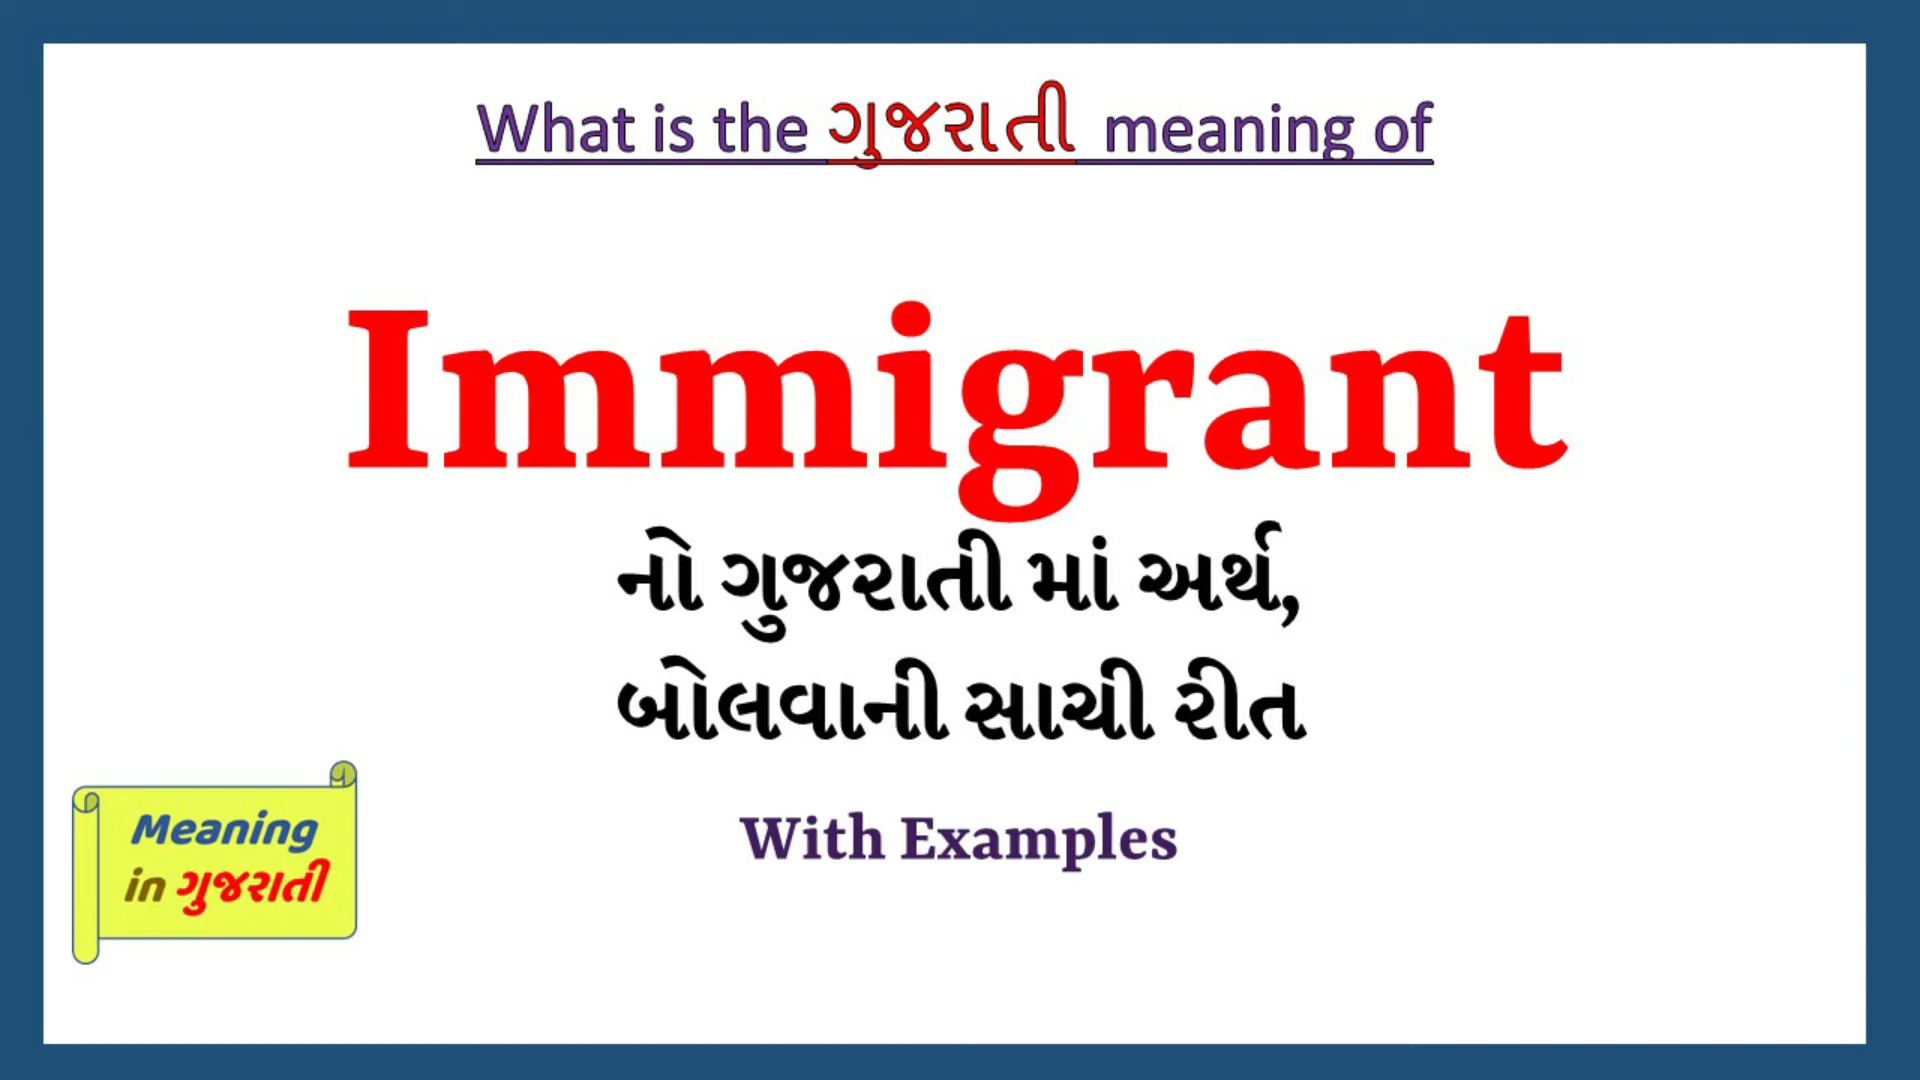 What is the ગુજરાતી meaning of
Immigrant
નો ગુજરાતી માં અર્થ,
બોલવાની સાચી રીત
With Examples
Meaning
in ગુજરાતી